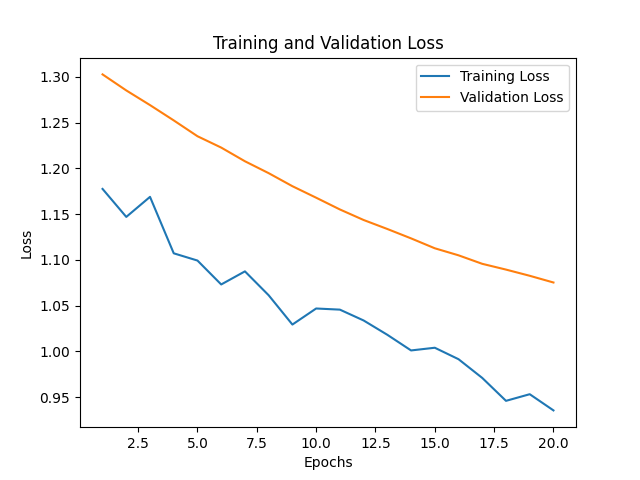 Training and Validation Loss
Training Loss
Validation Loss
1.30
1.25
1.20
1.15
1.10
1.05
1.00
0.95
Loss
2.5 5.0 7.5 10.0 12.5 15.0 17.5 20.0
Epochs